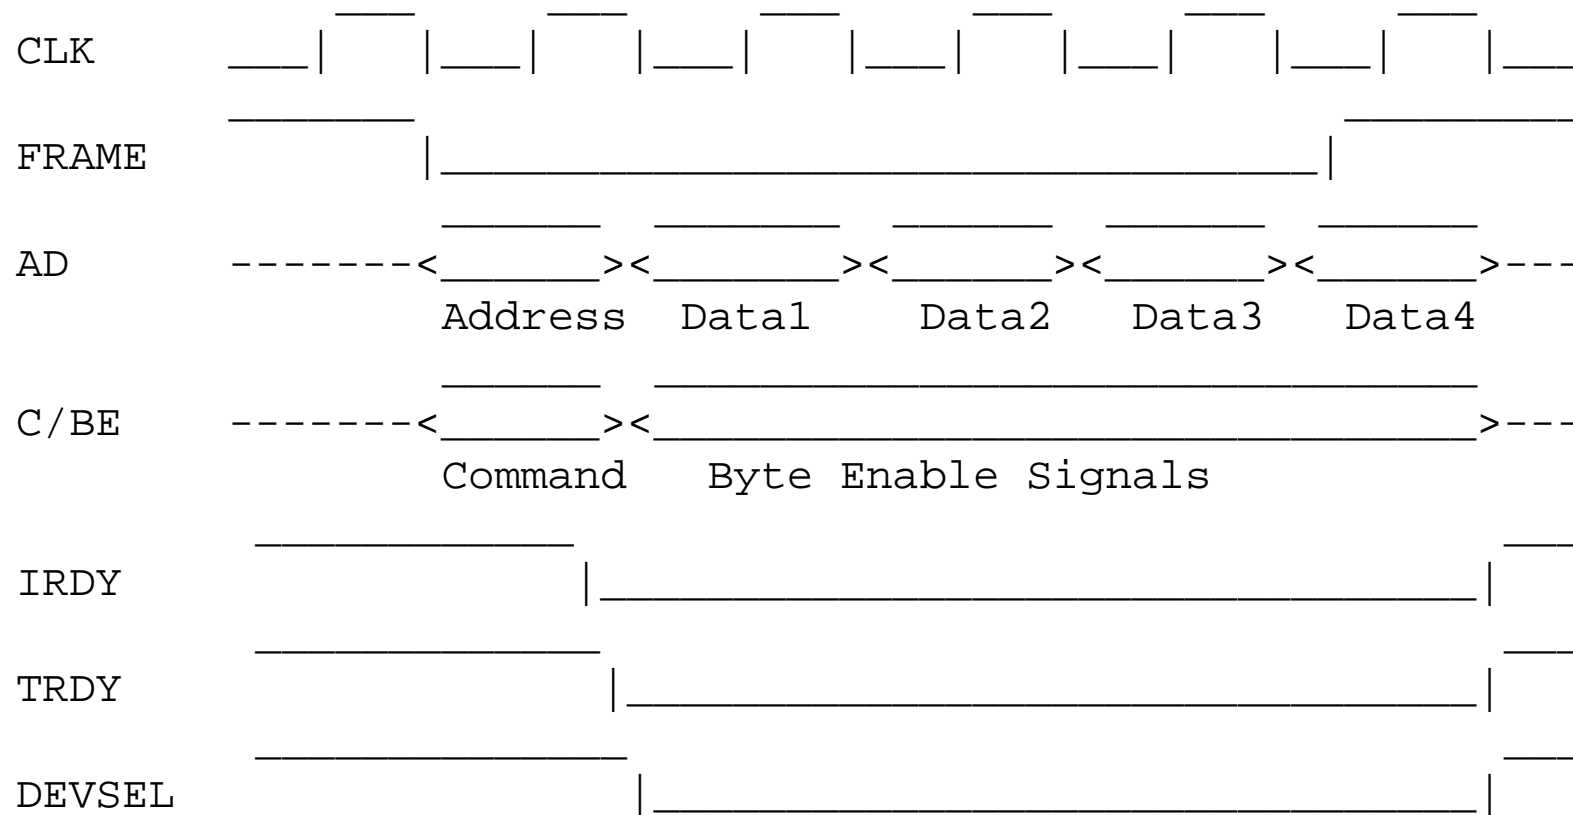 CLK
FRAME
AD
Address Data1 Data2 Data3 Data4
C/BE
Command Byte Enable Signals
IRDY
TRDY
DEVSEL